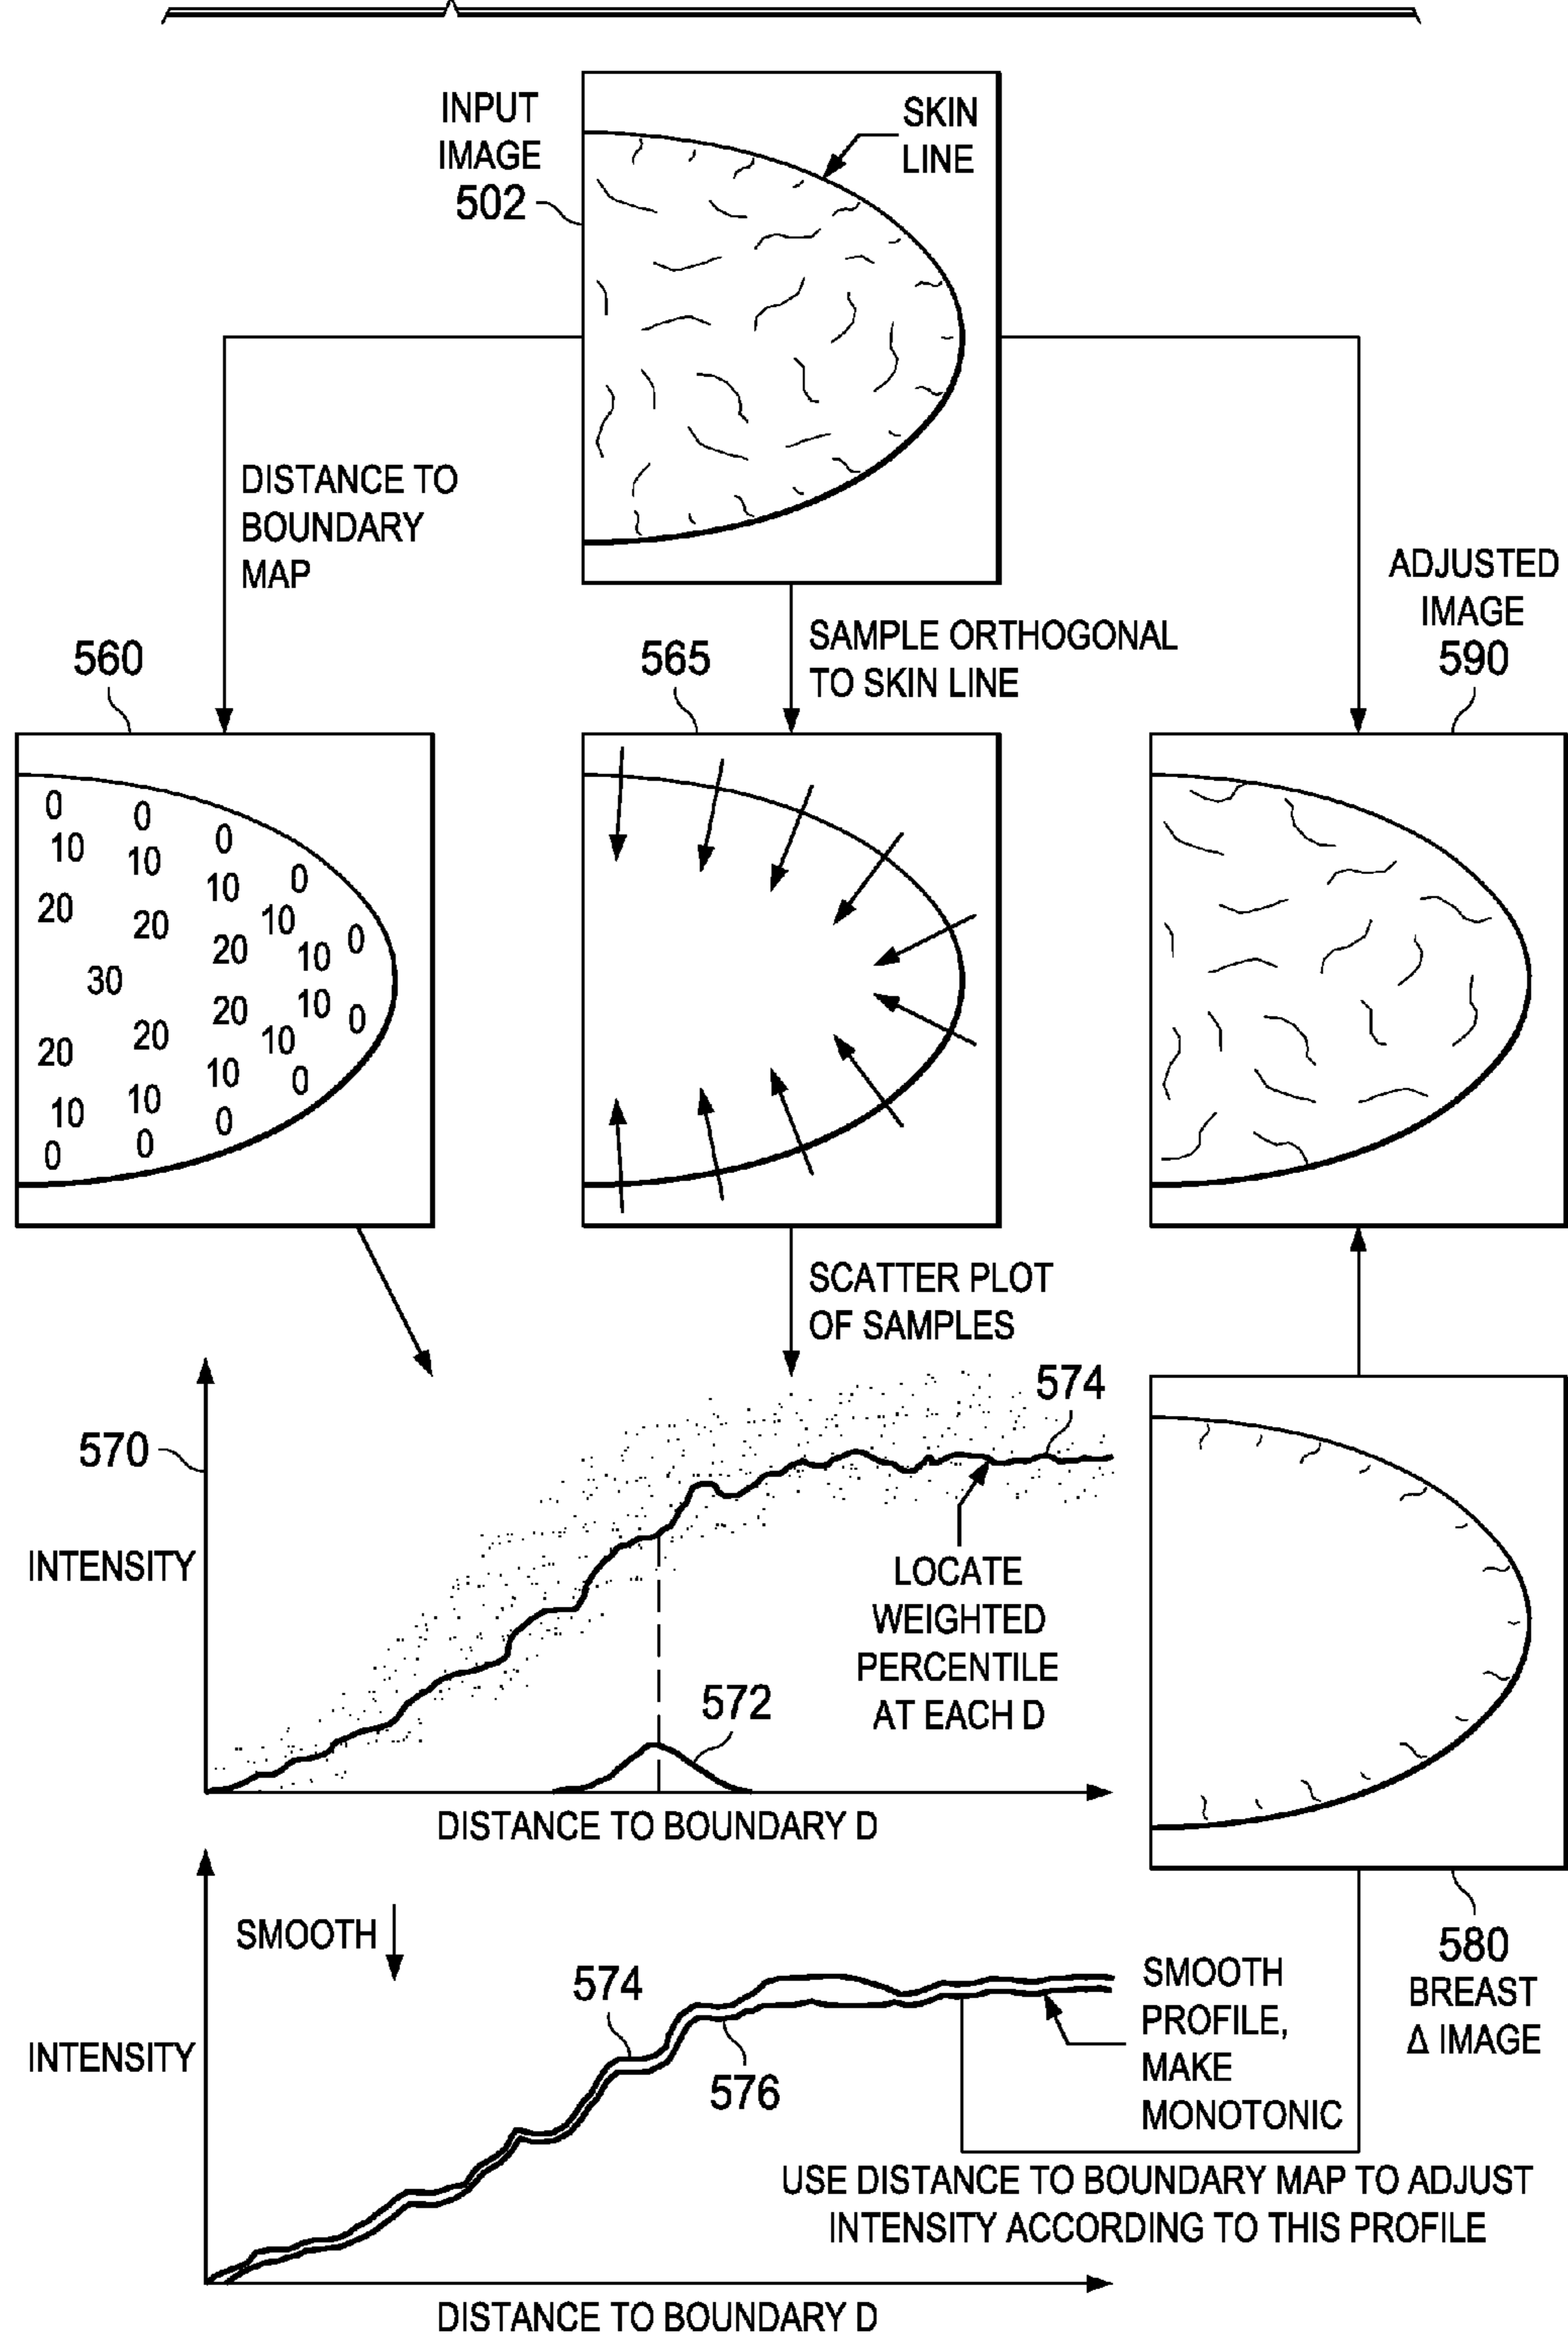 INPUT
IMAGE
502
SKIN
LINE
DISTANCE TO
BOUNDARY
MAP
SAMPLE ORTHOGONAL
TO SKIN LINE
ADJUSTED
IMAGE
590
560
565
0
0
0
10
10
0
10
20
20
10
0
20
10
30
10
20
0
20
20
10
10
0
10
10
0
0
0
SCATTER PLOT
OF SAMPLES
574
570
INTENSITY
LOCATE
WEIGHTED
PERCENTILE
AT EACH D
572
DISTANCE TO BOUNDARY D
580
BREAST
Δ IMAGE
SMOOTH
574
576
INTENSITY
SMOOTH
PROFILE,
MAKE
MONOTONIC
USE DISTANCE TO BOUNDARY MAP TO ADJUST
INTENSITY ACCORDING TO THIS PROFILE
DISTANCE TO BOUNDARY D